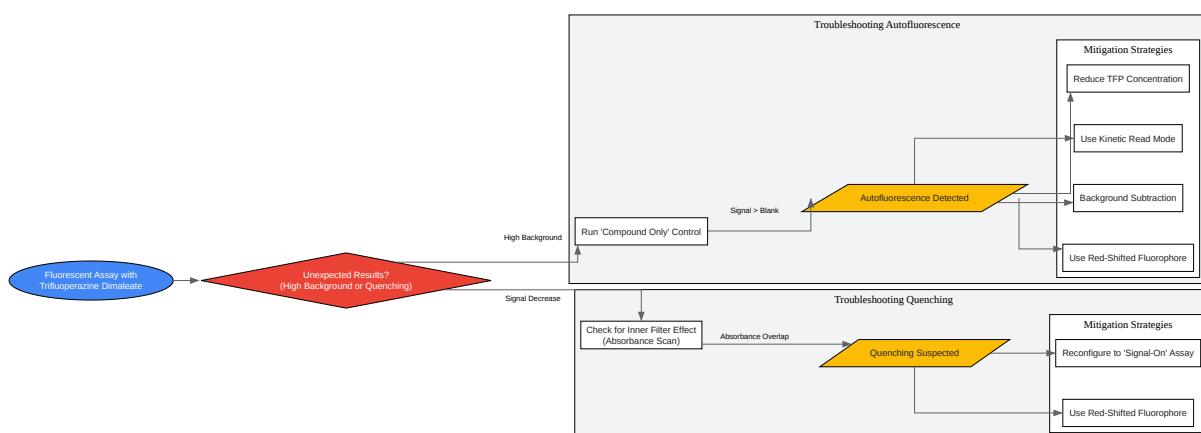 Troubleshooting Autofluorescence
Mitigation Strategies
Reduce TFP Concentration
Use Kinetic Read Mode
Autofluorescence Detected
Background Subtraction
Signal > Blank
Run 'Compound Only' Control
High Background
Use Red-Shifted Fluorophore
Fluorescent Assay with
Trifluoperazine Dimaleate
Unexpected Results?
(High Background or Quenching)
Signal Decrease
Troubleshooting Quenching
Mitigation Strategies
Check for Inner Filter Effect
(Absorbance Scan)
Absorbance Overlap
Quenching Suspected
Reconfigure to 'Signal-On' Assay
Use Red-Shifted Fluorophore